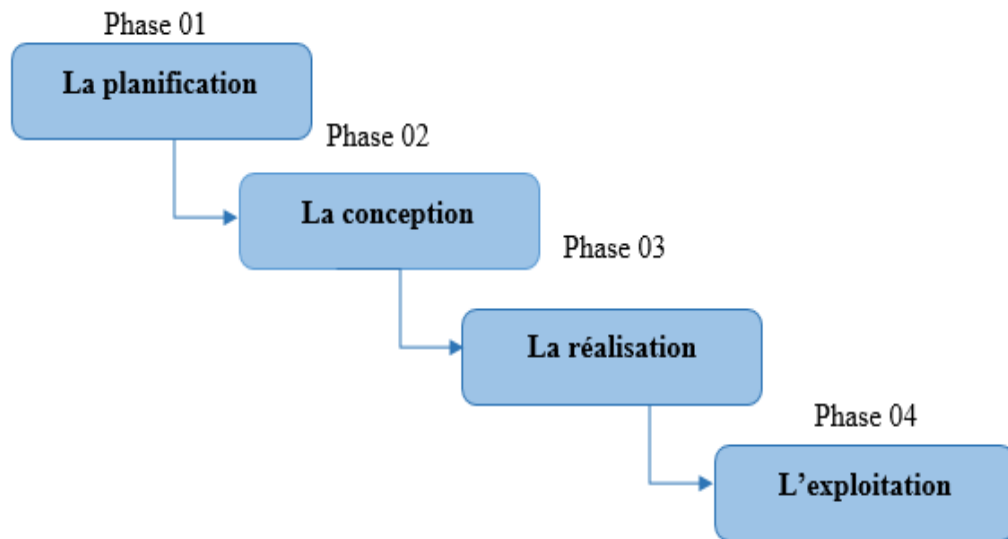 Phase 01
La planification
Phase 02
La conception
Phase 03
La réalisation
Phase 04
L’exploitation